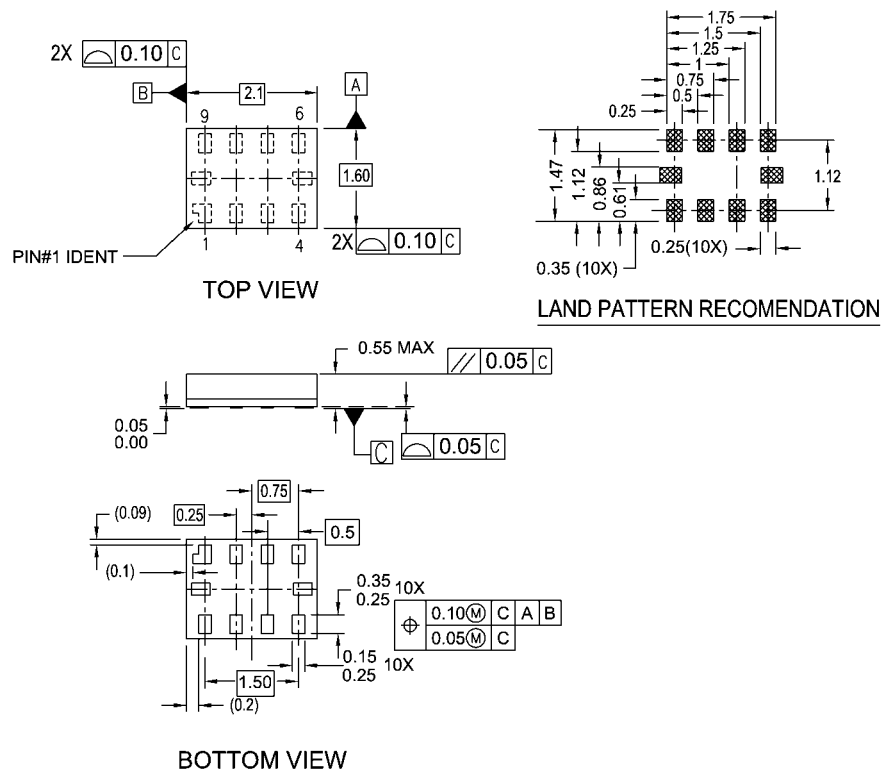 2X ⌓ 0.10 C
B
2.1
A
9
6
1.60
1
4
PIN#1 IDENT
2X ⌓ 0.10 C
TOP VIEW
1.75
1.5
1.25
1
0.75
0.5
0.25
1.47
1.12
0.86
0.61
1.12
0.25(10X)
0.35 (10X)
LAND PATTERN RECOMENDATION
0.55 MAX
// 0.05 C
0.05
0.00
C
⌓ 0.05 C
0.75
(0.09)
0.25
0.5
(0.1)
0.35
0.25 10X
⌖ 0.10Ⓜ C A B
0.05Ⓜ C
0.15
0.25 10X
1.50
(0.2)
BOTTOM VIEW